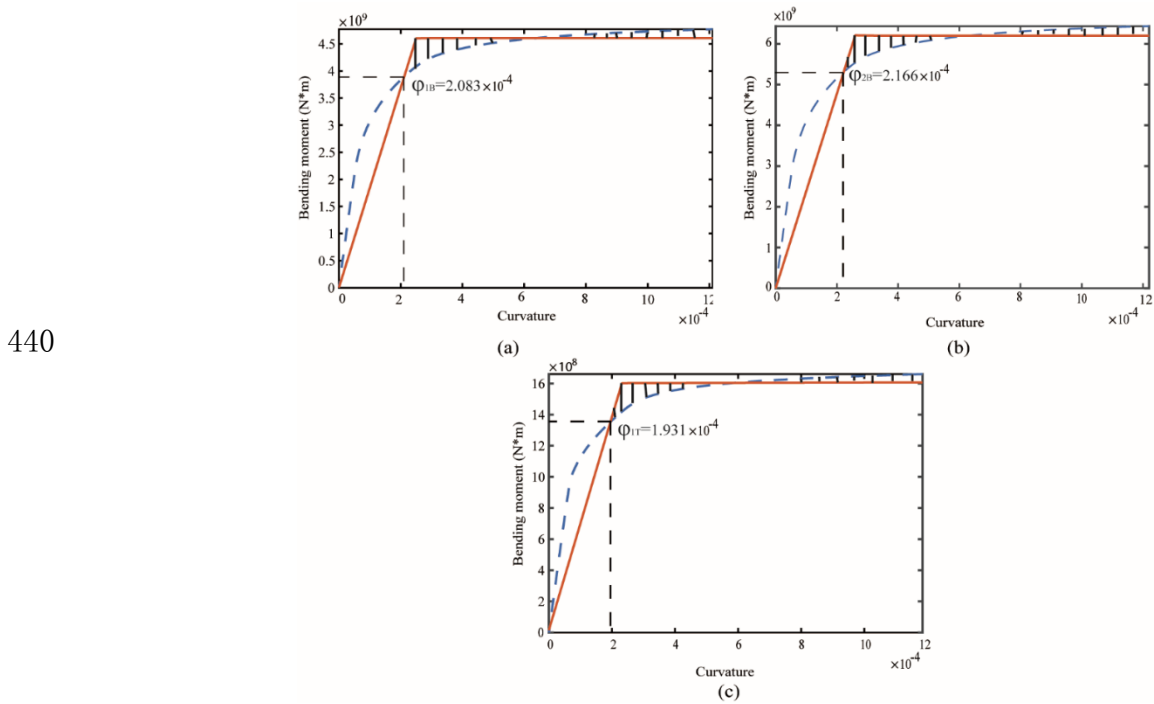 ×10⁹
4.5
4
3.5
3
2.5
2
1.5
1
0.5
0
Bending moment (N*m)
φ1B=2.083×10⁻⁴
0 2 4 6 8 10 12
Curvature
×10⁻⁴
(a)
×10⁹
6
5
4
3
2
1
0
Bending moment (N*m)
φ2B=2.166×10⁻⁴
0 2 4 6 8 10 12
Curvature
×10⁻⁴
(b)
440
×10⁸
16
14
12
10
8
6
4
2
0
Bending moment (N*m)
φ1T=1.931×10⁻⁴
0 2 4 6 8 10 12
Curvature
×10⁻⁴
(c)